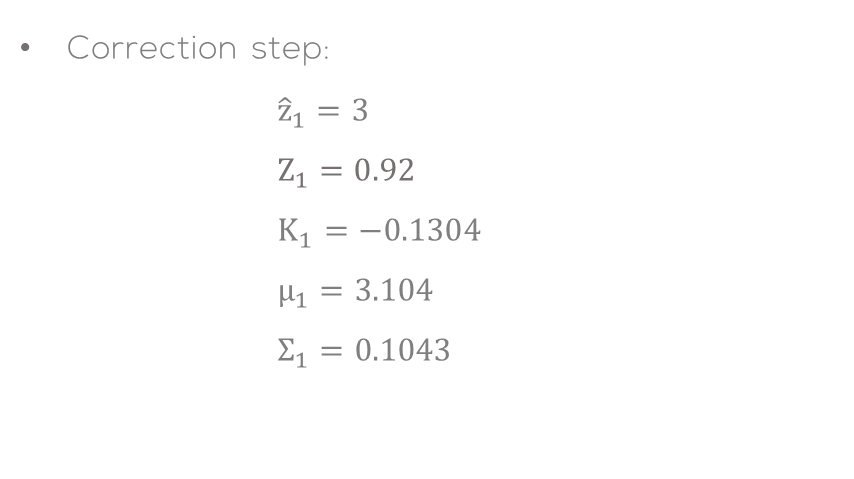 • Correction step:
ẑ₁ = 3
Z₁ = 0.92
K₁ = −0.1304
μ₁ = 3.104
Σ₁ = 0.1043